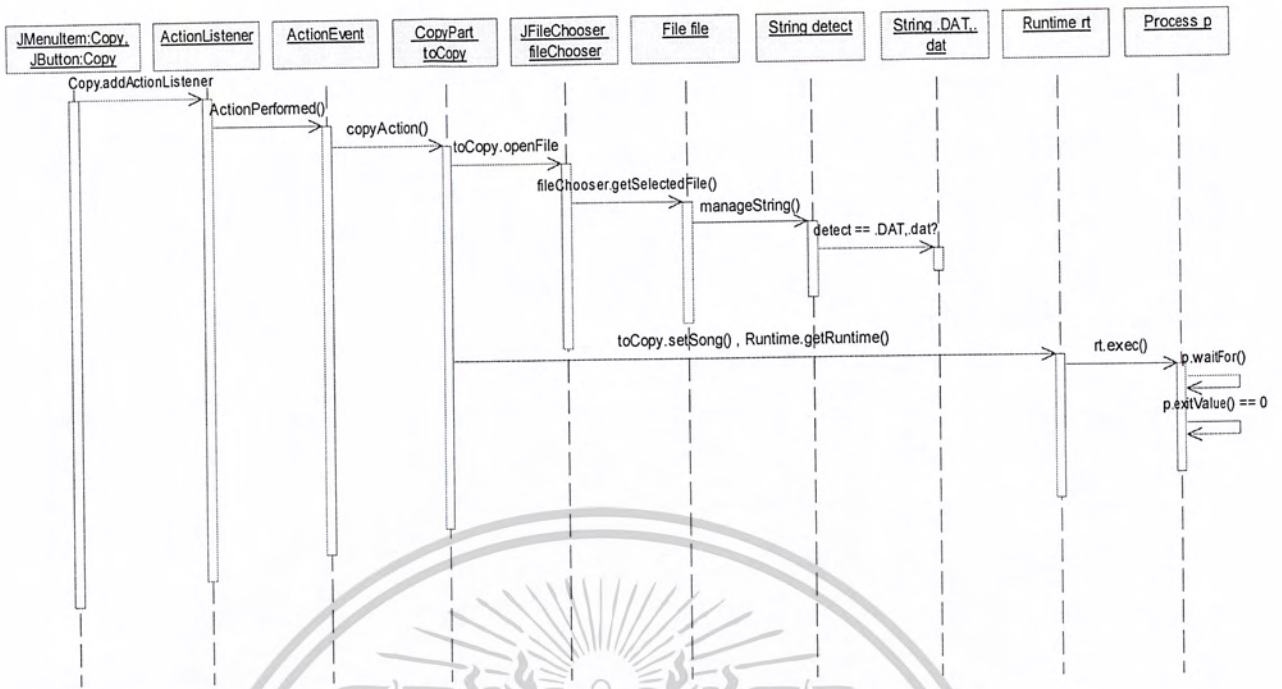 JMenuItem:Copy,
JButton:Copy
ActionListener
ActionEvent
CopyPart
toCopy
JFileChooser
fileChooser
File file
String detect
String .DAT,.
dat
Runtime rt
Process p
Copy.addActionListener
ActionPerformed()
copyAction()
toCopy.openFile
fileChooser.getSelectedFile()
manageString()
detect == .DAT,.dat?
toCopy.setSong() , Runtime.getRuntime()
rt.exec()
p.waitFor()
p.exitValue() == 0